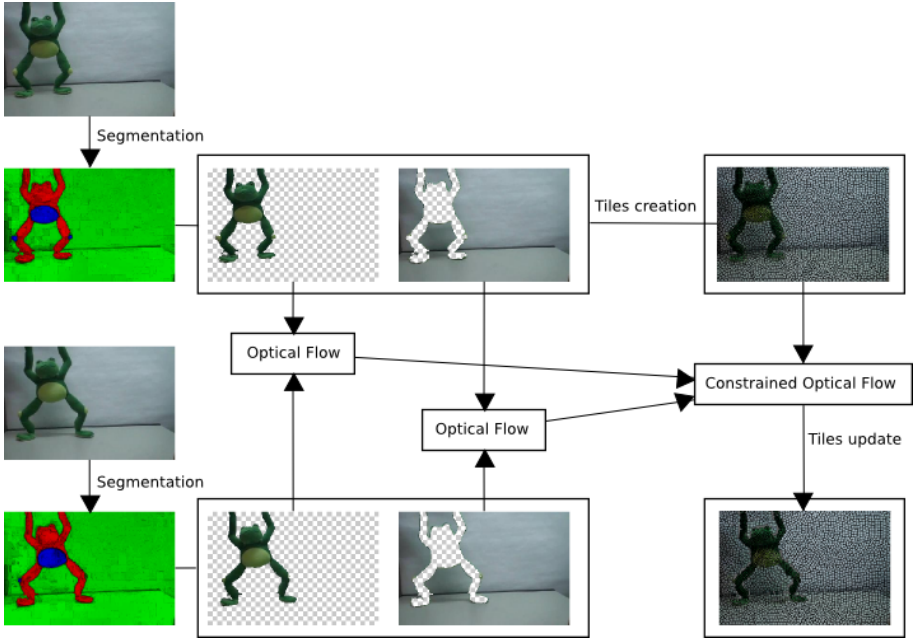 Segmentation
Tiles creation
Optical Flow
Constrained Optical Flow
Optical Flow
Tiles update
Segmentation